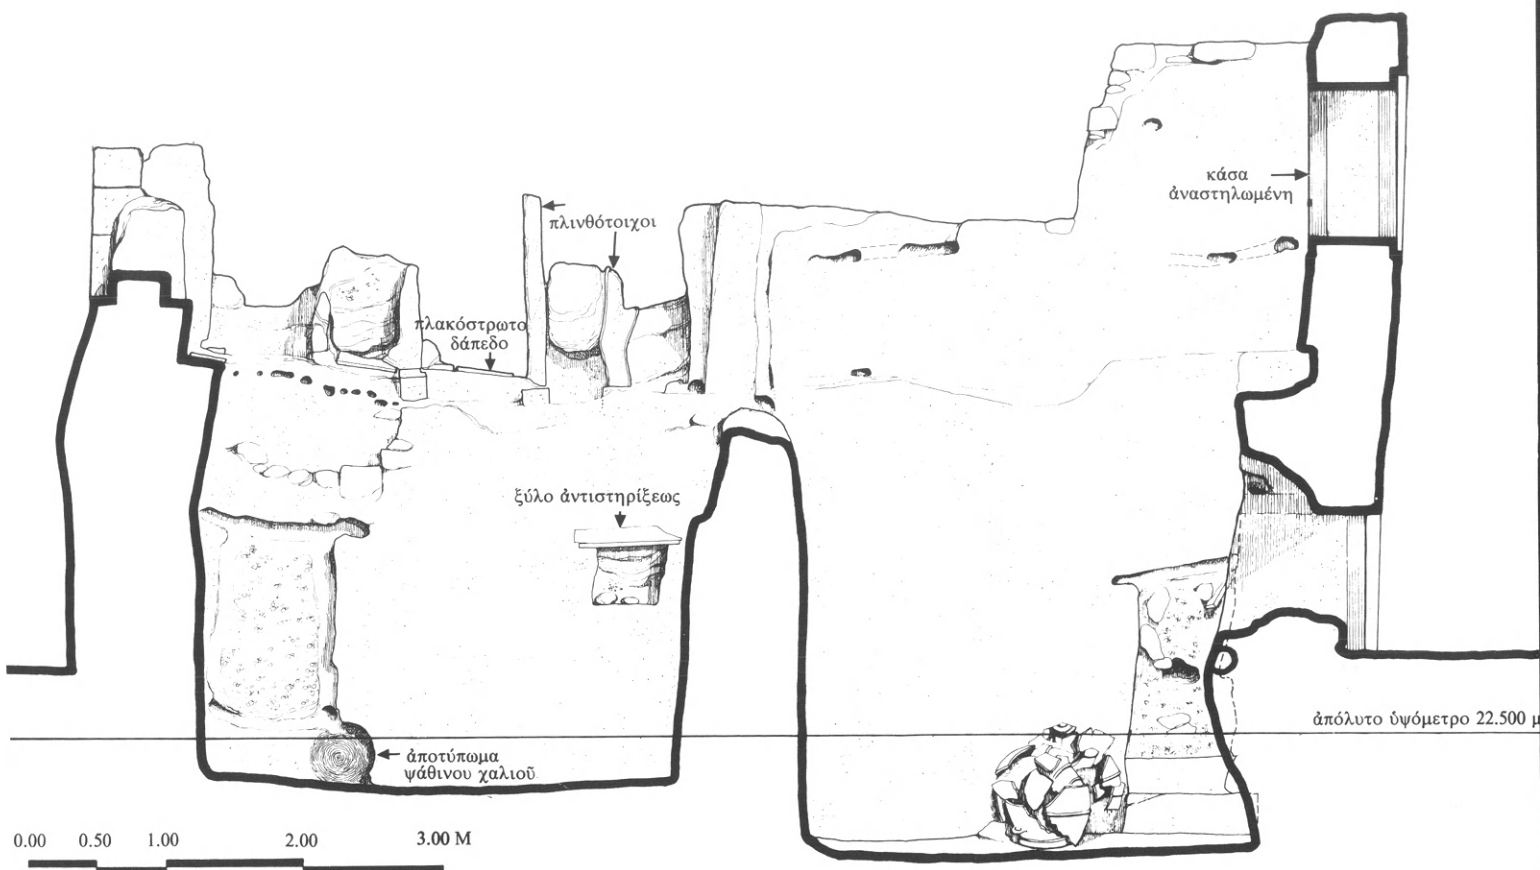 κάσα
ἀναστηλωμένη
πλινθότοιχοι
πλακόστρωτο
δάπεδο
ξύλο ἀντιστηρίξεως
ἀπόλυτο ὑψόμετρο 22.500 μ
ἀποτύπωμα
ψάθινου χαλιοῦ
0.00 0.50 1.00 2.00 3.00 M